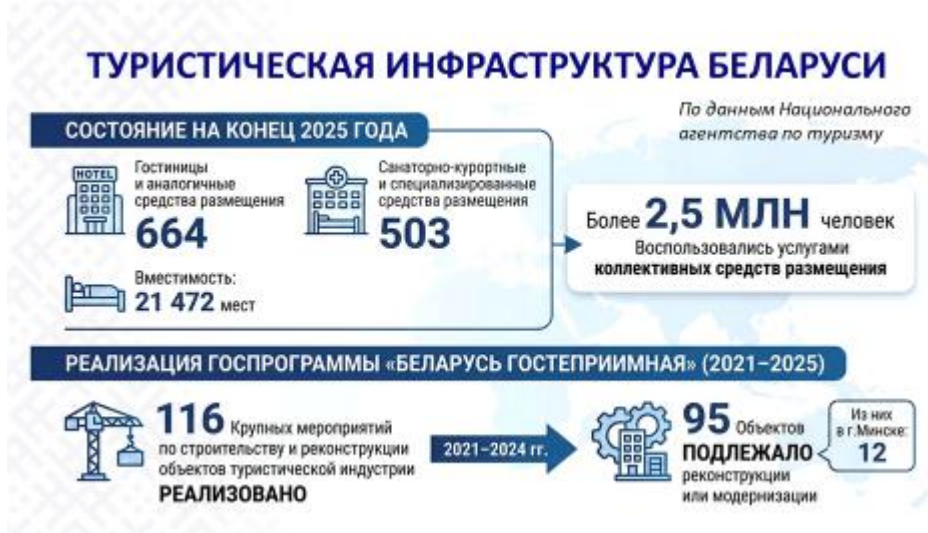 ТУРИСТИЧЕСКАЯ ИНФРАСТРУКТУРА БЕЛАРУСИ
По данным Национального
агентства по туризму
СОСТОЯНИЕ НА КОНЕЦ 2025 ГОДА
HOTEL
Гостиницы
и аналогичные
средства размещения
664
Санаторно-курортные
и специализированные
средства размещения
503
Вместимость:
21 472 мест
Более 2,5 МЛН человек
Воспользовались услугами
коллективных средств размещения
РЕАЛИЗАЦИЯ ГОСПРОГРАММЫ «БЕЛАРУСЬ ГОСТЕПРИИМНАЯ» (2021–2025)
116 Крупных мероприятий
по строительству и реконструкции
объектов туристической индустрии
РЕАЛИЗОВАНО
2021–2024 гг.
95 Объектов
ПОДЛЕЖАЛО
реконструкции
или модернизации
Из них
в г.Минске:
12